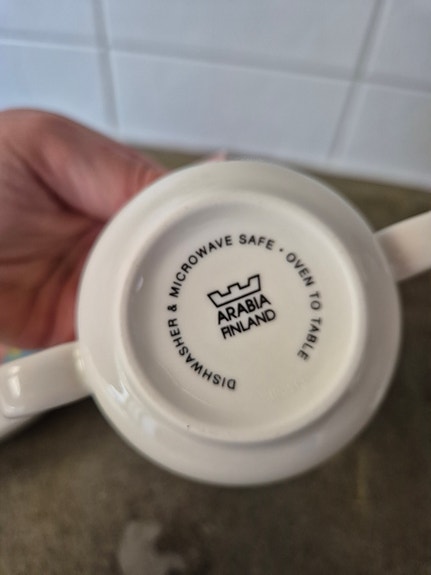 DISHWASHER & MICROWAVE SAFE • OVEN TO TABLE
ARABIA
FINLAND